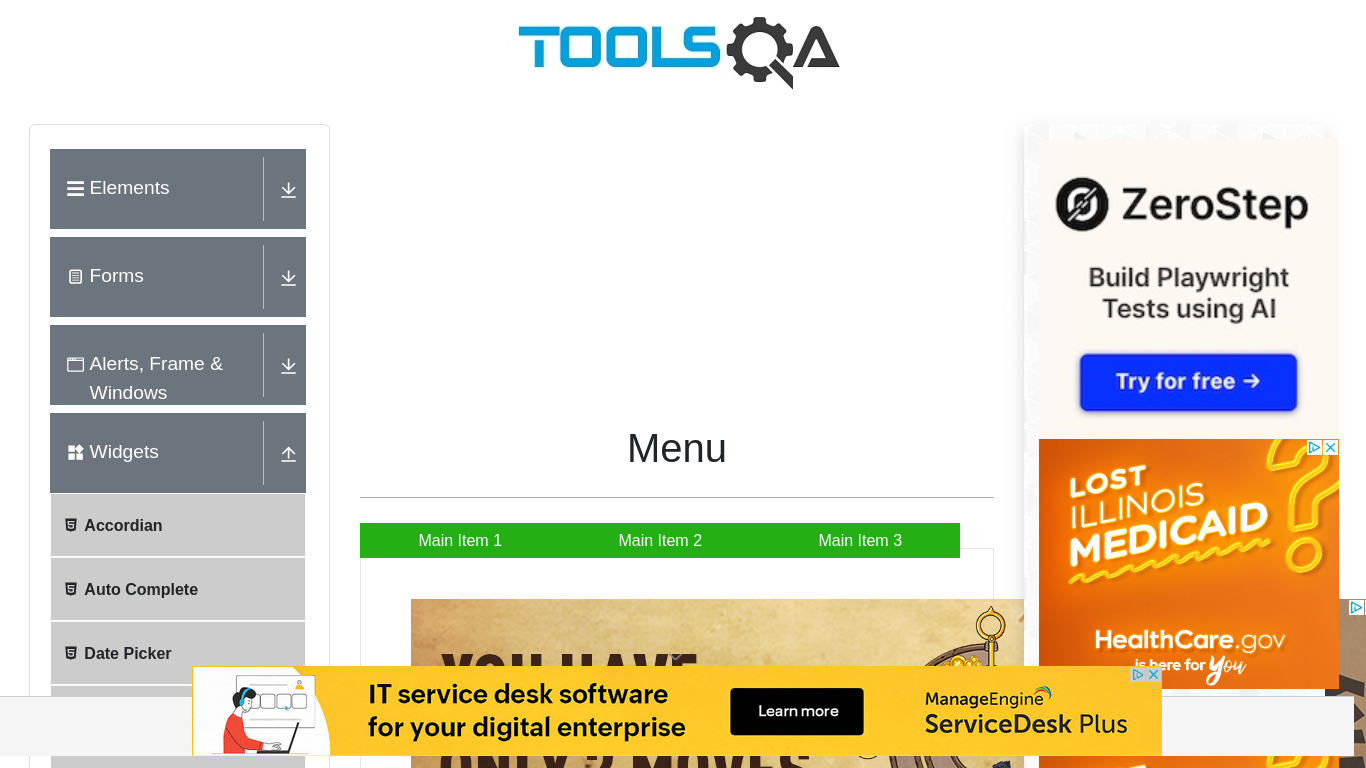 TOOLSQA
Elements
Forms
Alerts, Frame &
Windows
Widgets
Accordian
Auto Complete
Date Picker
Menu
Main Item 1
Main Item 2
Main Item 3
YOU HAVE
ONLY 2 MOVES
ZeroStep
Build Playwright
Tests using AI
Try for free →
LOST
ILLINOIS
MEDICAID?
HealthCare.gov
is here for You
IT service desk software
for your digital enterprise
Learn more
ManageEngine
ServiceDesk Plus